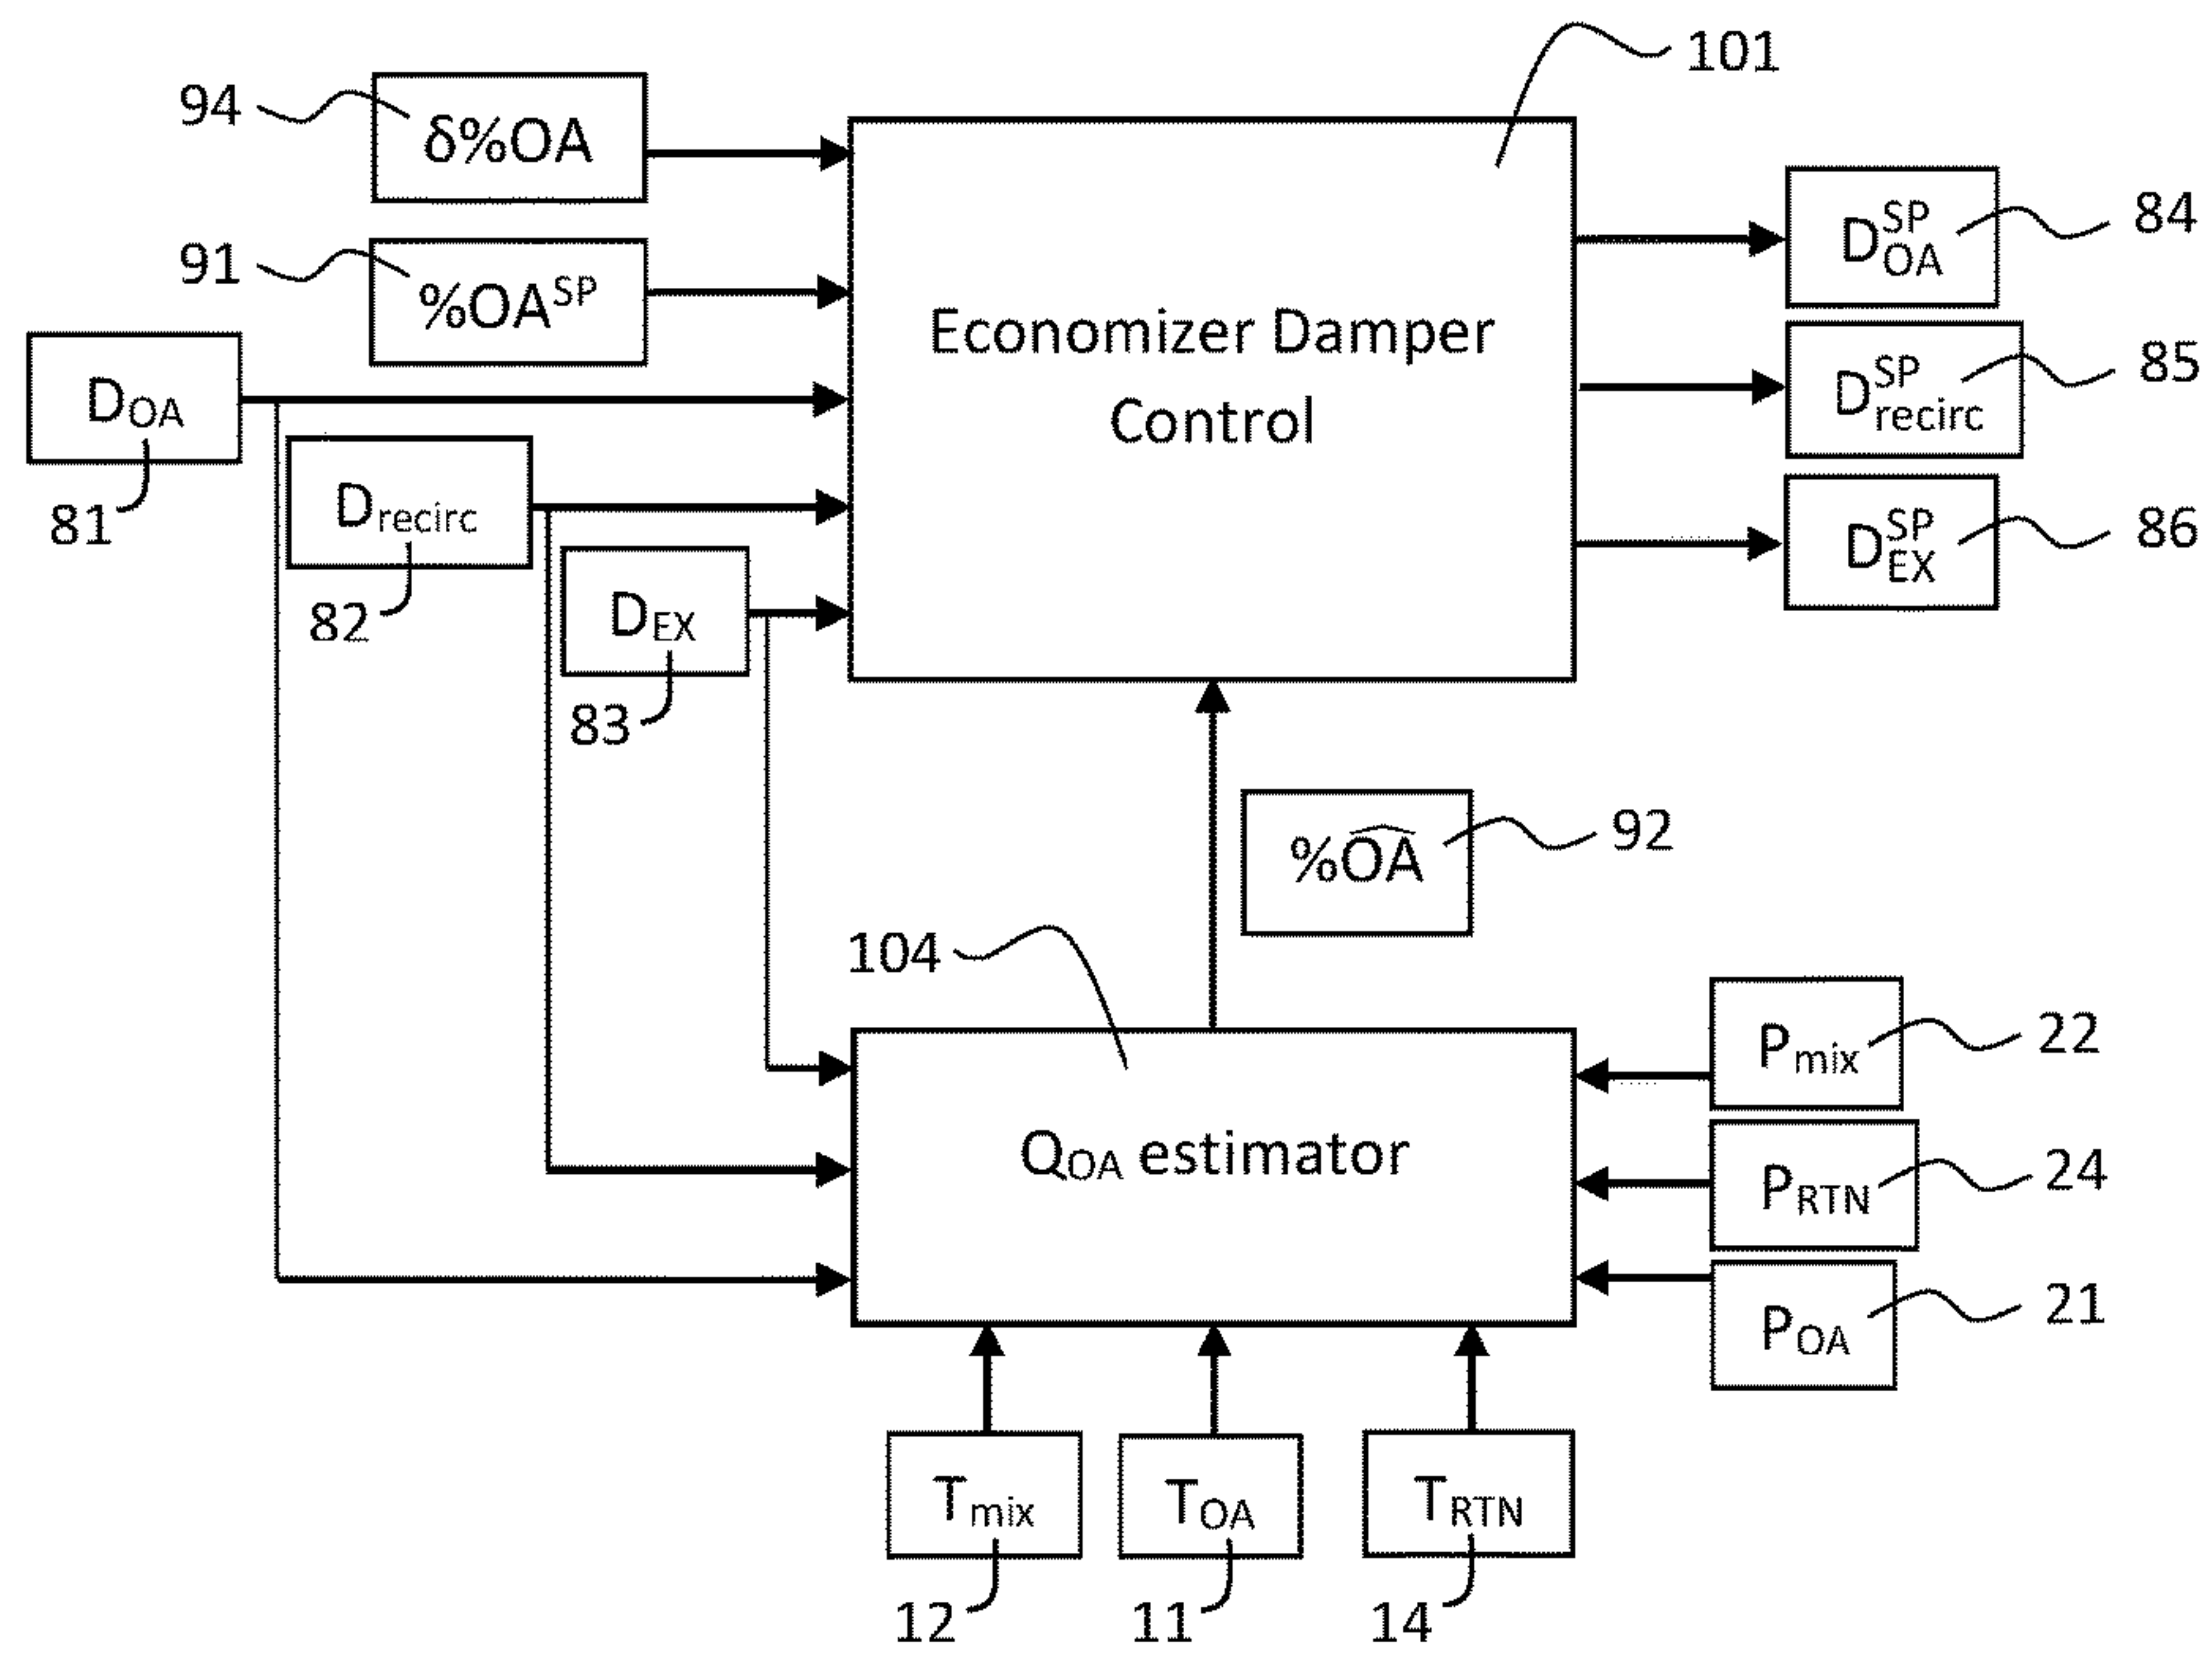 101
94
δ%OA
91
%OA^SP
D_OA
81
D_recirc
82
D_EX
83
Economizer Damper
Control
D_OA^SP
84
D_recirc^SP
85
D_EX^SP
86
%\widehat{OA}
92
104
Q_OA estimator
P_mix
22
P_RTN
24
P_OA
21
T_mix
T_OA
T_RTN
12
11
14